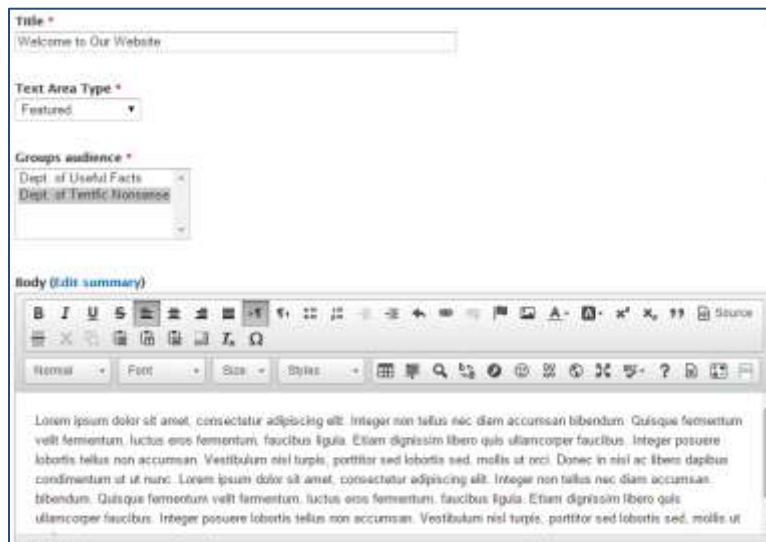 Title *
Welcome to Our Website
Text Area Type *
Featured
Groups audience *
Dept. of Useful Facts
Dept. of Terrific Nonsense
Body (Edit summary)
Source
Normal Font Size Styles
Lorem ipsum dolor sit amet, consectetur adipiscing elit. Integer non tellus nec diam accumsan bibendum. Quisque fermentum
velit fermentum, luctus eros fermentum, faucibus ligula. Etiam dignissim libero quis ullamcorper faucibus. Integer posuere
lobortis tellus non accumsan. Vestibulum nisl turpis, porttitor sed lobortis sed, mollis ut orci. Donec in nisl ac libero dapibus
condimentum ut ut nunc. Lorem ipsum dolor sit amet, consectetur adipiscing elit. Integer non tellus nec diam accumsan
bibendum. Quisque fermentum velit fermentum, luctus eros fermentum, faucibus ligula. Etiam dignissim libero quis
ullamcorper faucibus. Integer posuere lobortis tellus non accumsan. Vestibulum nisl turpis, porttitor sed lobortis sed, mollis ut